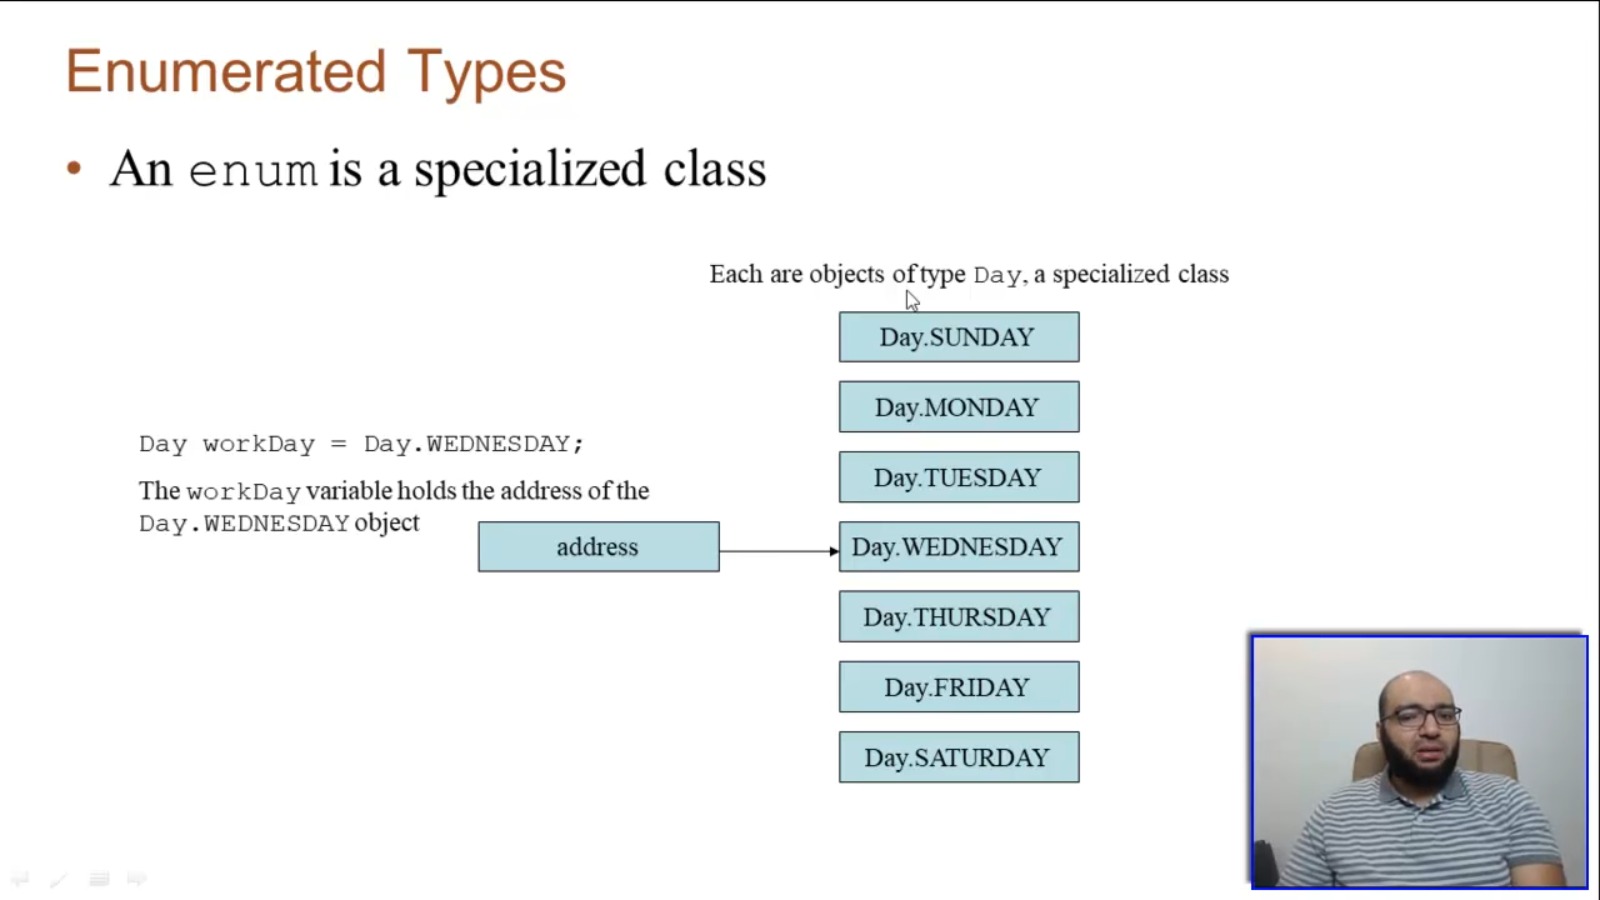 Enumerated Types
• An enum is a specialized class
Each are objects of type Day, a specialized class
Day.SUNDAY
Day.MONDAY
Day workDay = Day.WEDNESDAY;
Day.TUESDAY
The workDay variable holds the address of the
Day.WEDNESDAY object
address
Day.WEDNESDAY
Day.THURSDAY
Day.FRIDAY
Day.SATURDAY